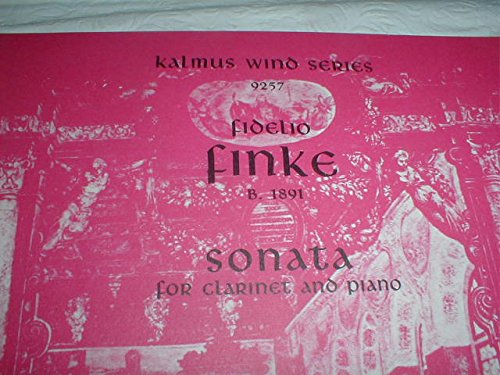 Kalmus Wind Series
9257
Fidelio
Finke
B. 1891
Sonata
for Clarinet and Piano